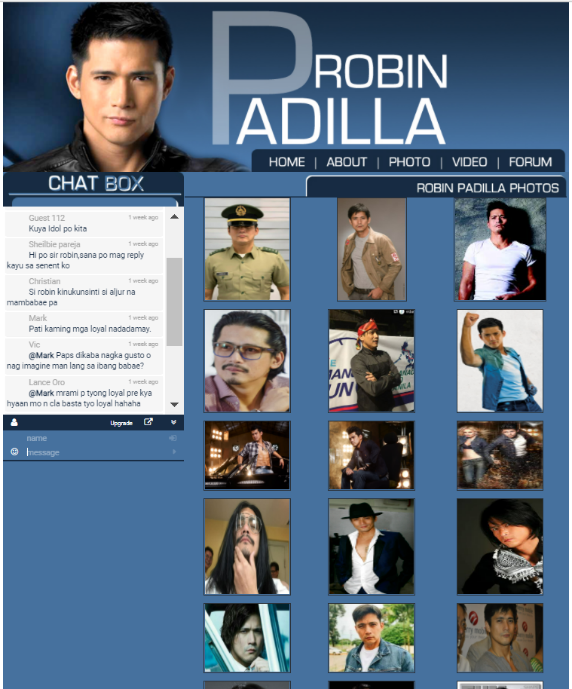 ROBIN
PADILLA
HOME | ABOUT | PHOTO | VIDEO | FORUM
CHAT BOX
ROBIN PADILLA PHOTOS
Guest 112 1 week ago
Kuya Idol po kita
Sheilbie pareja 1 week ago
Hi po sir robin,sana po mag reply
kayu sa senent ko
Christian 1 week ago
Si robin kinukunsinti si aljur na
mambabae pa
Mark 1 week ago
Pati kaming mga loyal nadadamay.
Vic 1 week ago
@Mark Paps dikaba nagka gusto o
nag imagine man lang sa ibang babae?
Lance Oro 1 week ago
@Mark mrami p tyong loyal pre kya
hyaan mo n cla basta tyo loyal hahaha
Upgrade
name
message
UN